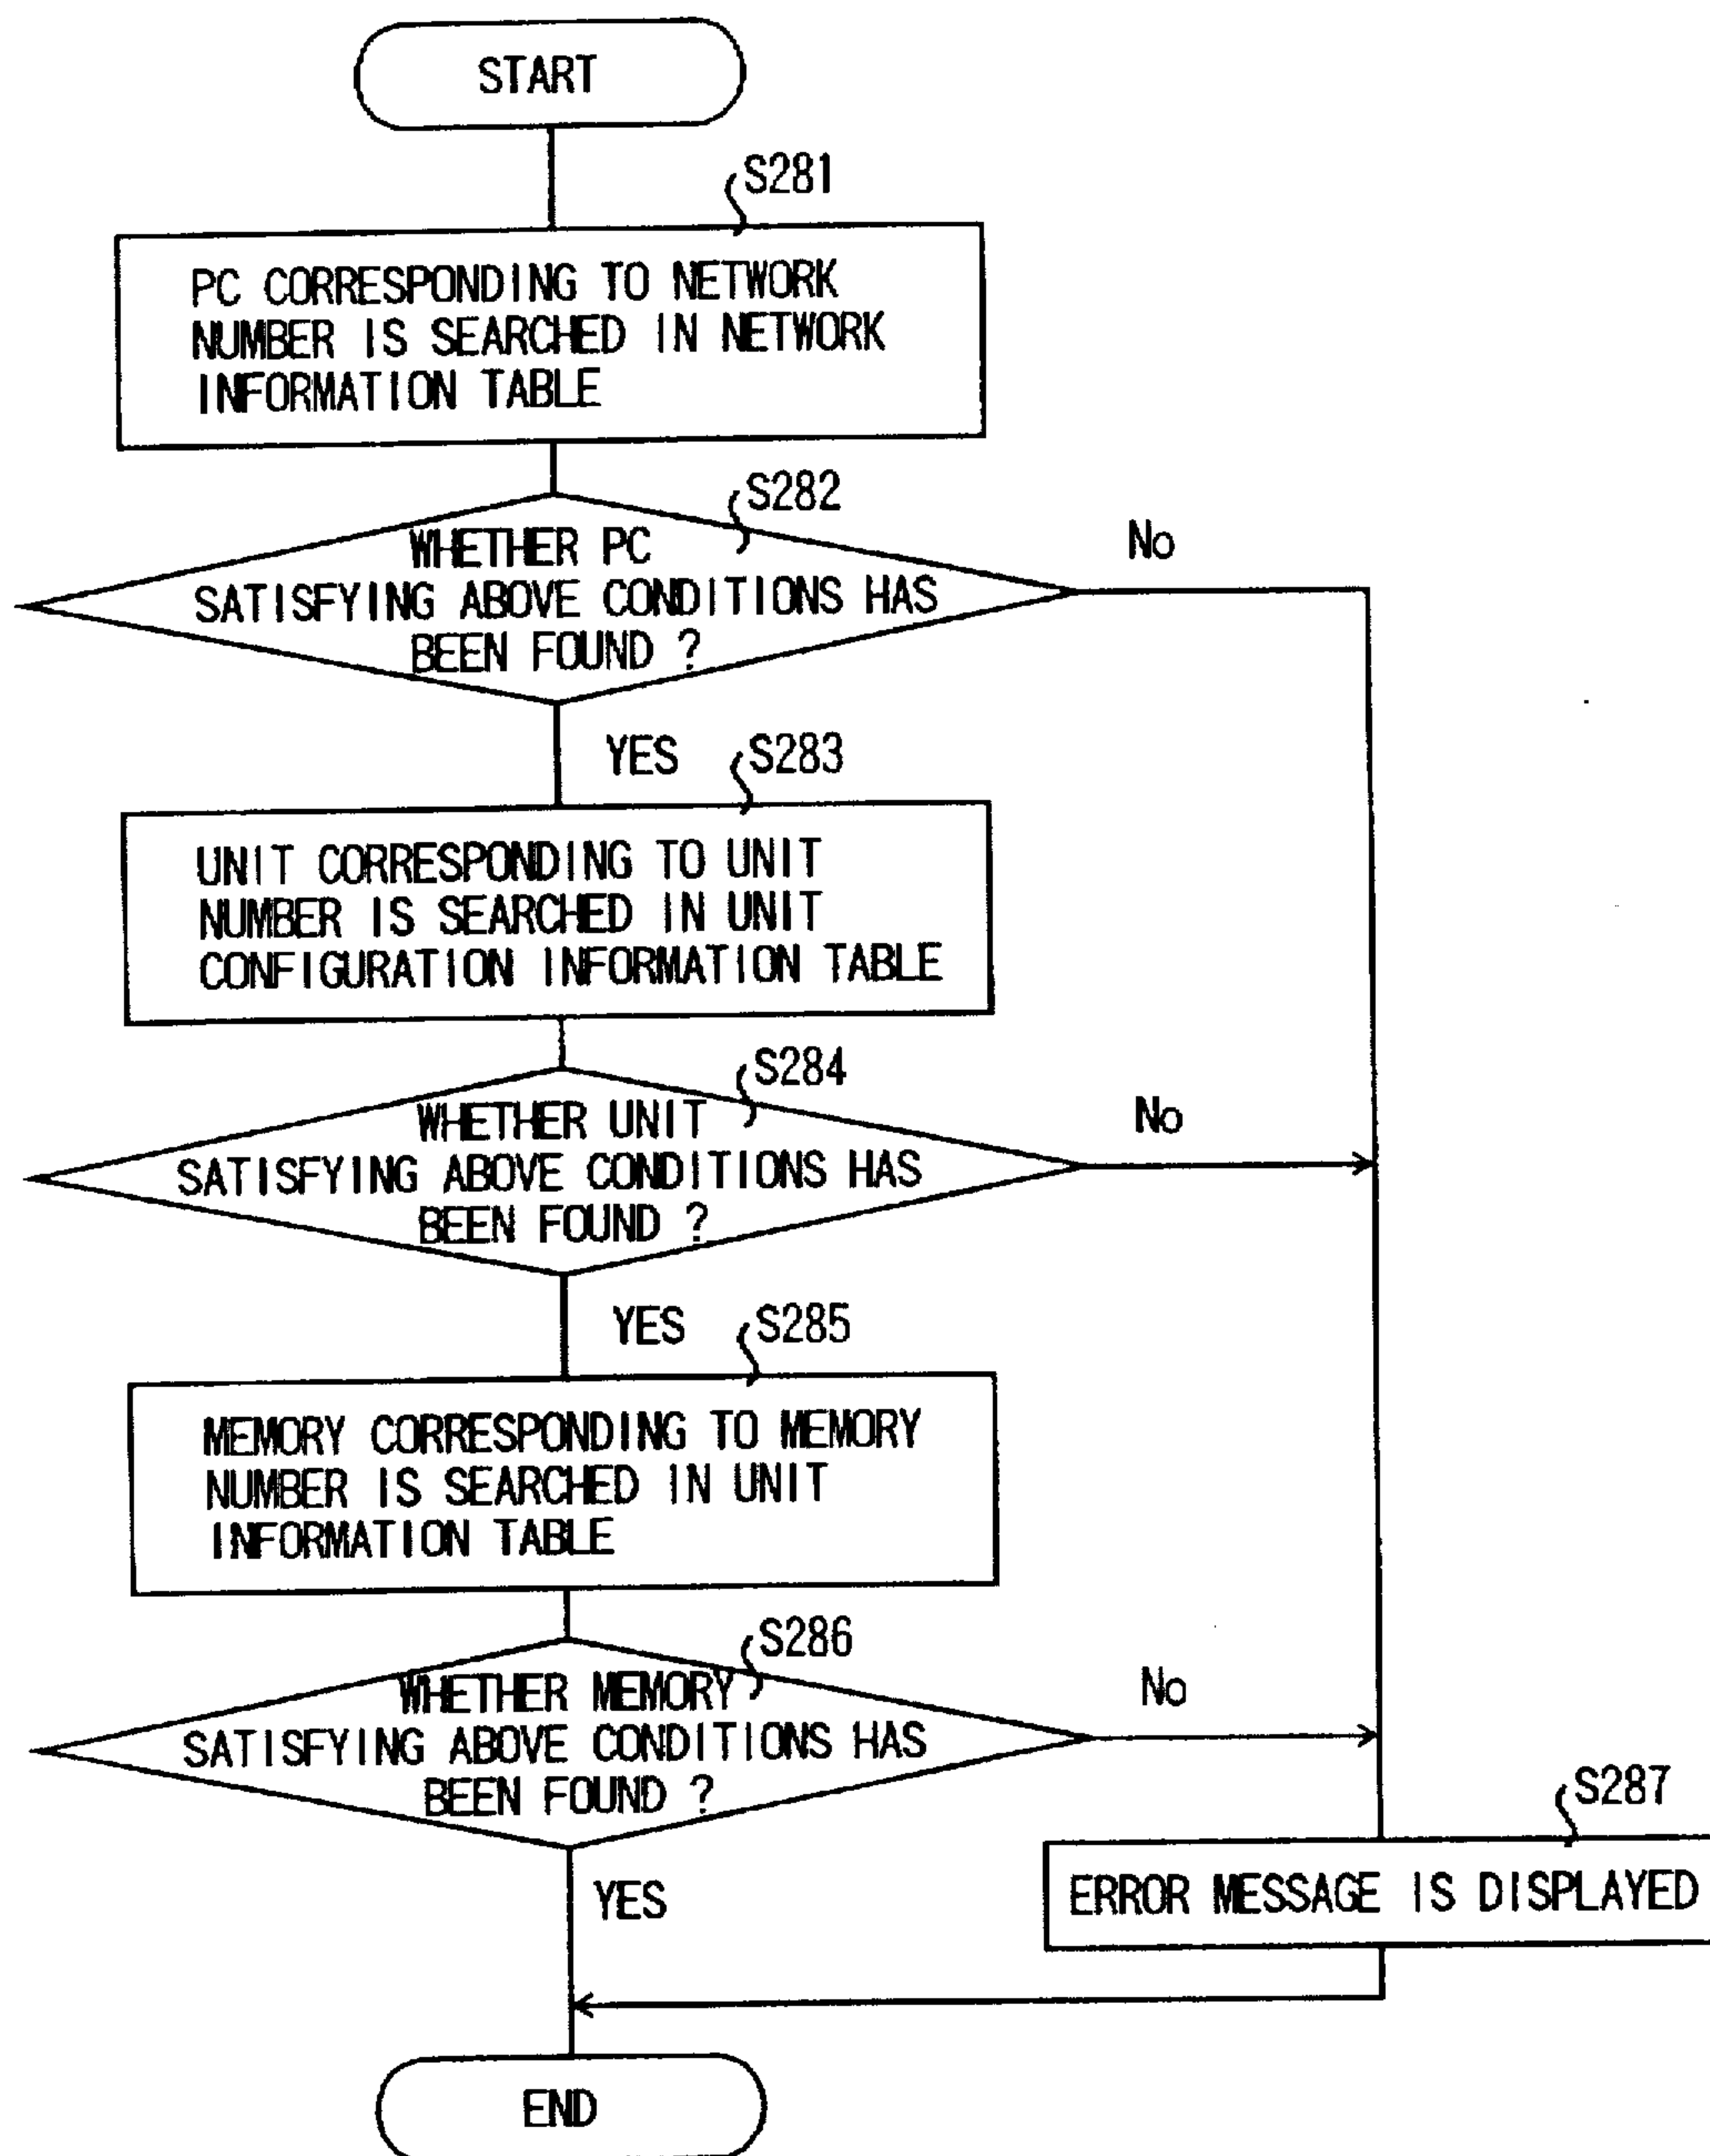 START
S281
PC CORRESPONDING TO NETWORK
NUMBER IS SEARCHED IN NETWORK
INFORMATION TABLE
S282
WHETHER PC
SATISFYING ABOVE CONDITIONS HAS
BEEN FOUND ?
No
YES
S283
UNIT CORRESPONDING TO UNIT
NUMBER IS SEARCHED IN UNIT
CONFIGURATION INFORMATION TABLE
S284
WHETHER UNIT
SATISFYING ABOVE CONDITIONS HAS
BEEN FOUND ?
No
YES
S285
MEMORY CORRESPONDING TO MEMORY
NUMBER IS SEARCHED IN UNIT
INFORMATION TABLE
S286
WHETHER MEMORY
SATISFYING ABOVE CONDITIONS HAS
BEEN FOUND ?
No
YES
S287
ERROR MESSAGE IS DISPLAYED
END